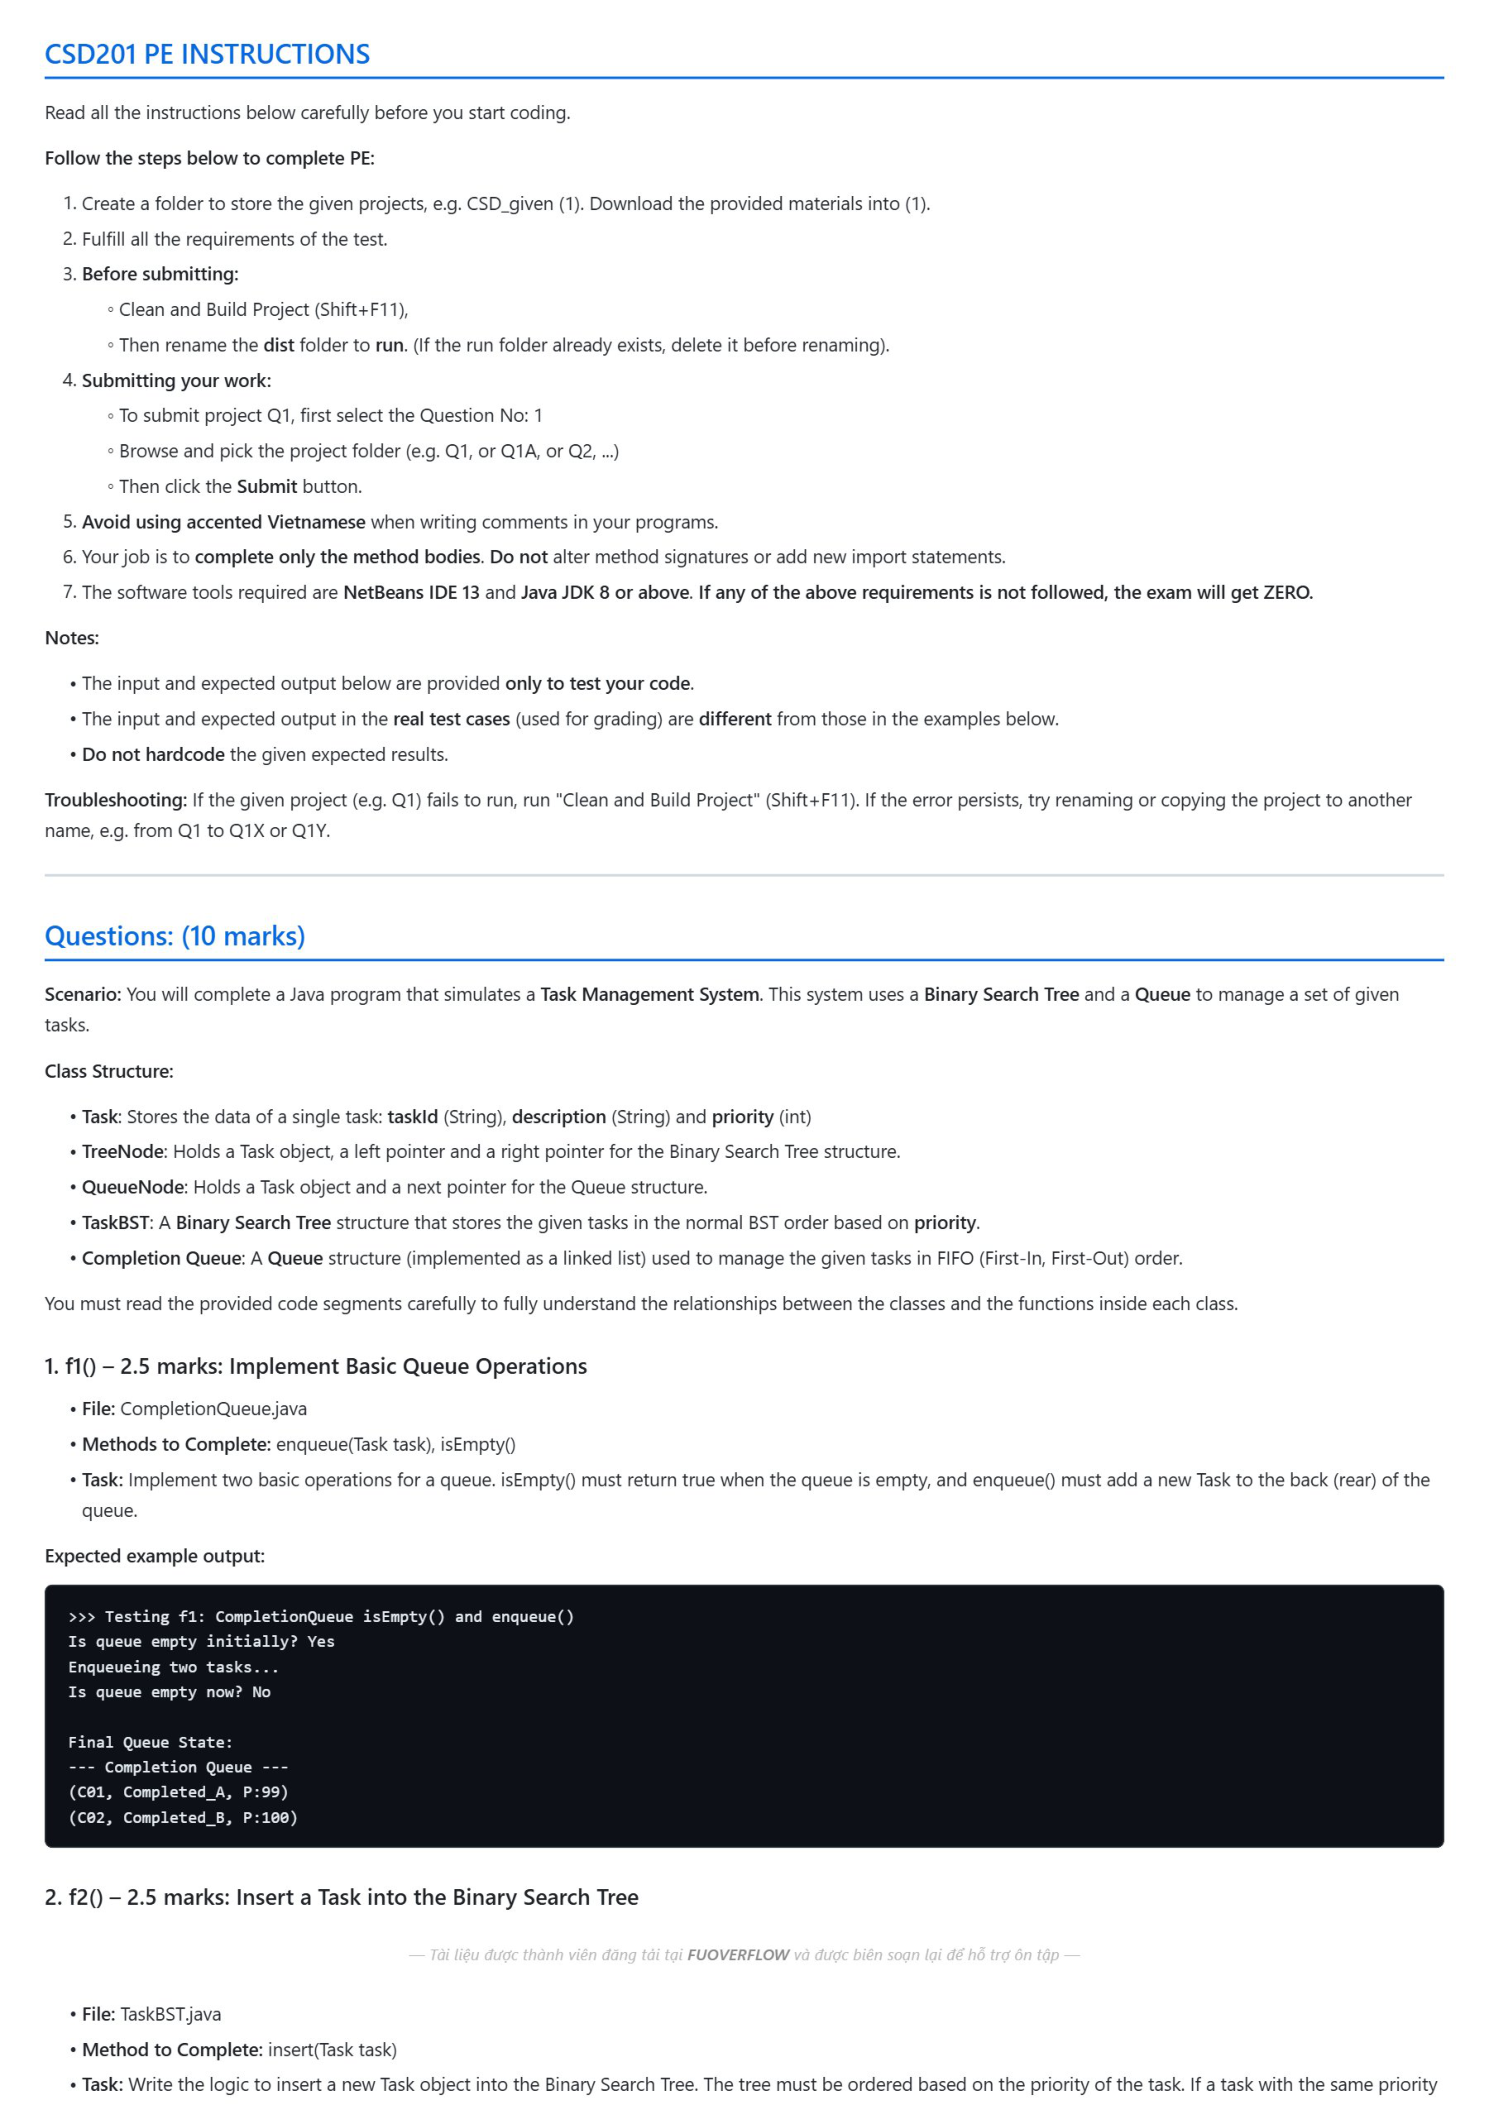 CSD201 PE INSTRUCTIONS
Read all the instructions below carefully before you start coding.
Follow the steps below to complete PE:
1. Create a folder to store the given projects, e.g. CSD_given (1). Download the provided materials into (1).
2. Fulfill all the requirements of the test.
3. Before submitting:
◦ Clean and Build Project (Shift+F11),
◦ Then rename the dist folder to run. (If the run folder already exists, delete it before renaming).
4. Submitting your work:
◦ To submit project Q1, first select the Question No: 1
◦ Browse and pick the project folder (e.g. Q1, or Q1A, or Q2, ...)
◦ Then click the Submit button.
5. Avoid using accented Vietnamese when writing comments in your programs.
6. Your job is to complete only the method bodies. Do not alter method signatures or add new import statements.
7. The software tools required are NetBeans IDE 13 and Java JDK 8 or above. If any of the above requirements is not followed, the exam will get ZERO.
Notes:
• The input and expected output below are provided only to test your code.
• The input and expected output in the real test cases (used for grading) are different from those in the examples below.
• Do not hardcode the given expected results.
Troubleshooting: If the given project (e.g. Q1) fails to run, run "Clean and Build Project" (Shift+F11). If the error persists, try renaming or copying the project to another
name, e.g. from Q1 to Q1X or Q1Y.
Questions: (10 marks)
Scenario: You will complete a Java program that simulates a Task Management System. This system uses a Binary Search Tree and a Queue to manage a set of given
tasks.
Class Structure:
• Task: Stores the data of a single task: taskId (String), description (String) and priority (int)
• TreeNode: Holds a Task object, a left pointer and a right pointer for the Binary Search Tree structure.
• QueueNode: Holds a Task object and a next pointer for the Queue structure.
• TaskBST: A Binary Search Tree structure that stores the given tasks in the normal BST order based on priority.
• Completion Queue: A Queue structure (implemented as a linked list) used to manage the given tasks in FIFO (First-In, First-Out) order.
You must read the provided code segments carefully to fully understand the relationships between the classes and the functions inside each class.
1. f1() – 2.5 marks: Implement Basic Queue Operations
• File: CompletionQueue.java
• Methods to Complete: enqueue(Task task), isEmpty()
• Task: Implement two basic operations for a queue. isEmpty() must return true when the queue is empty, and enqueue() must add a new Task to the back (rear) of the
queue.
Expected example output:
>>> Testing f1: CompletionQueue isEmpty() and enqueue()
Is queue empty initially? Yes
Enqueueing two tasks...
Is queue empty now? No
Final Queue State:
--- Completion Queue ---
(C01, Completed_A, P:99)
(C02, Completed_B, P:100)
2. f2() – 2.5 marks: Insert a Task into the Binary Search Tree
— Tài liệu được thành viên đăng tải tại FUOVERFLOW và được biên soạn lại để hỗ trợ ôn tập —
• File: TaskBST.java
• Method to Complete: insert(Task task)
• Task: Write the logic to insert a new Task object into the Binary Search Tree. The tree must be ordered based on the priority of the task. If a task with the same priority